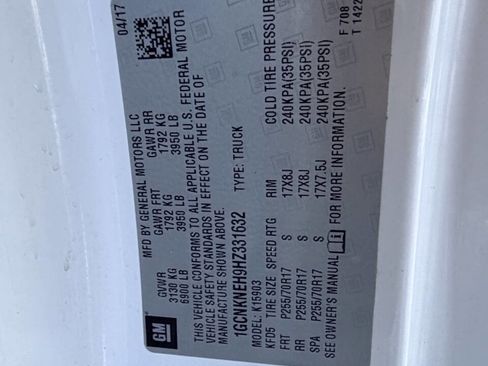 GM
MFD BY GENERAL MOTORS LLC
04/17
GVWR GAWR FRT GAWR RR
3130 KG 1792 KG 1792 KG
6900 LB 3950 LB 3950 LB
THIS VEHICLE CONFORMS TO ALL APPLICABLE U.S. FEDERAL MOTOR
VEHICLE SAFETY STANDARDS IN EFFECT ON THE DATE OF
MANUFACTURE SHOWN ABOVE.
1GCNKNEH9HZ331632 TYPE: TRUCK
MODEL: K15903
KFD5 TIRE SIZE SPEED RTG RIM COLD TIRE PRESSURE
FRT P255/70R17 S 17X8J 240KPA(35PSI)
RR P255/70R17 S 17X8J 240KPA(35PSI)
SPA P255/70R17 S 17X7.5J 240KPA(35PSI)
SEE OWNER'S MANUAL FOR MORE INFORMATION.
F 708
T 1422